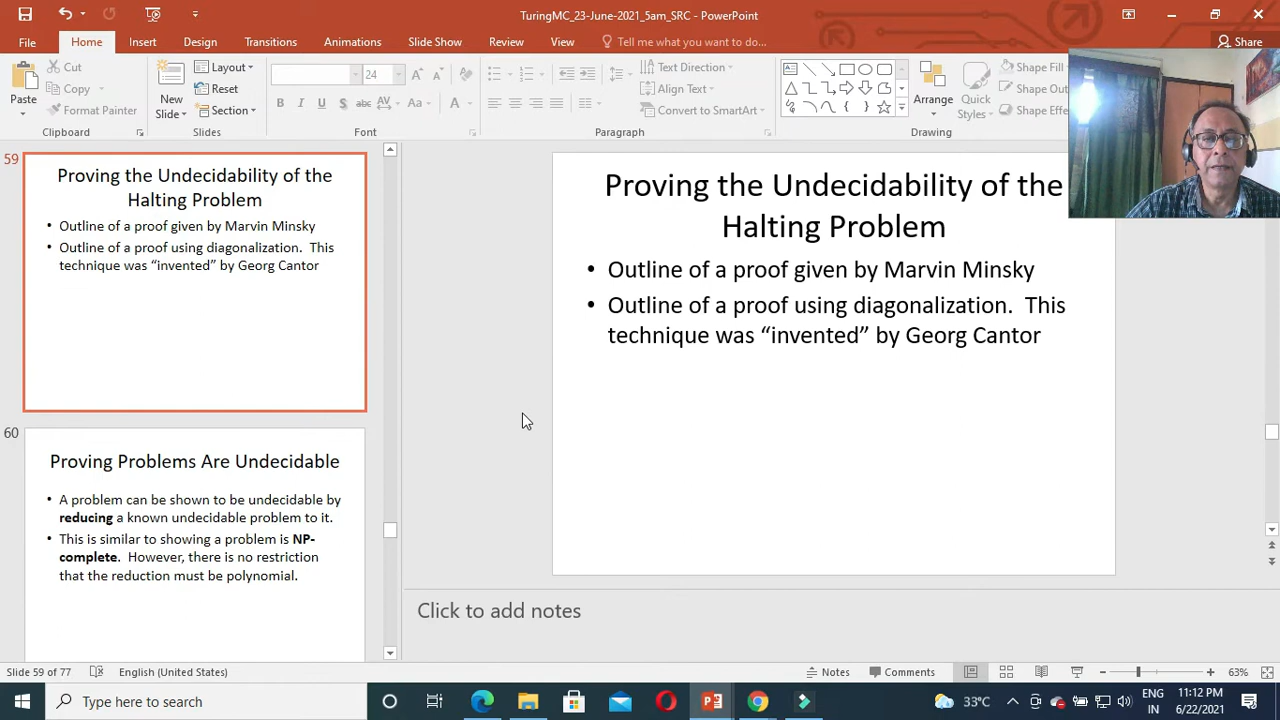 TuringMC_23-June-2021_5am_SRC - PowerPoint
File Home Insert Design Transitions Animations Slide Show Review View Tell me what you want to do... Share
Paste
Cut
Copy
Format Painter
Clipboard
New
Slide
Layout
Reset
Section
Slides
24
B I U S abc AV Aa A
Font
Text Direction
Align Text
Convert to SmartArt
Paragraph
Arrange
Quick
Styles
Shape Fill
Shape Out
Shape Effe
Drawing
59
Proving the Undecidability of the
Halting Problem
• Outline of a proof given by Marvin Minsky
• Outline of a proof using diagonalization. This
technique was “invented” by Georg Cantor
60
Proving Problems Are Undecidable
• A problem can be shown to be undecidable by
reducing a known undecidable problem to it.
• This is similar to showing a problem is NP-
complete. However, there is no restriction
that the reduction must be polynomial.
Proving the Undecidability of the
Halting Problem
• Outline of a proof given by Marvin Minsky
• Outline of a proof using diagonalization. This
technique was “invented” by Georg Cantor
Click to add notes
Slide 59 of 77 English (United States) Notes Comments 63%
Type here to search
33°C
ENG
IN
11:12 PM
6/22/2021